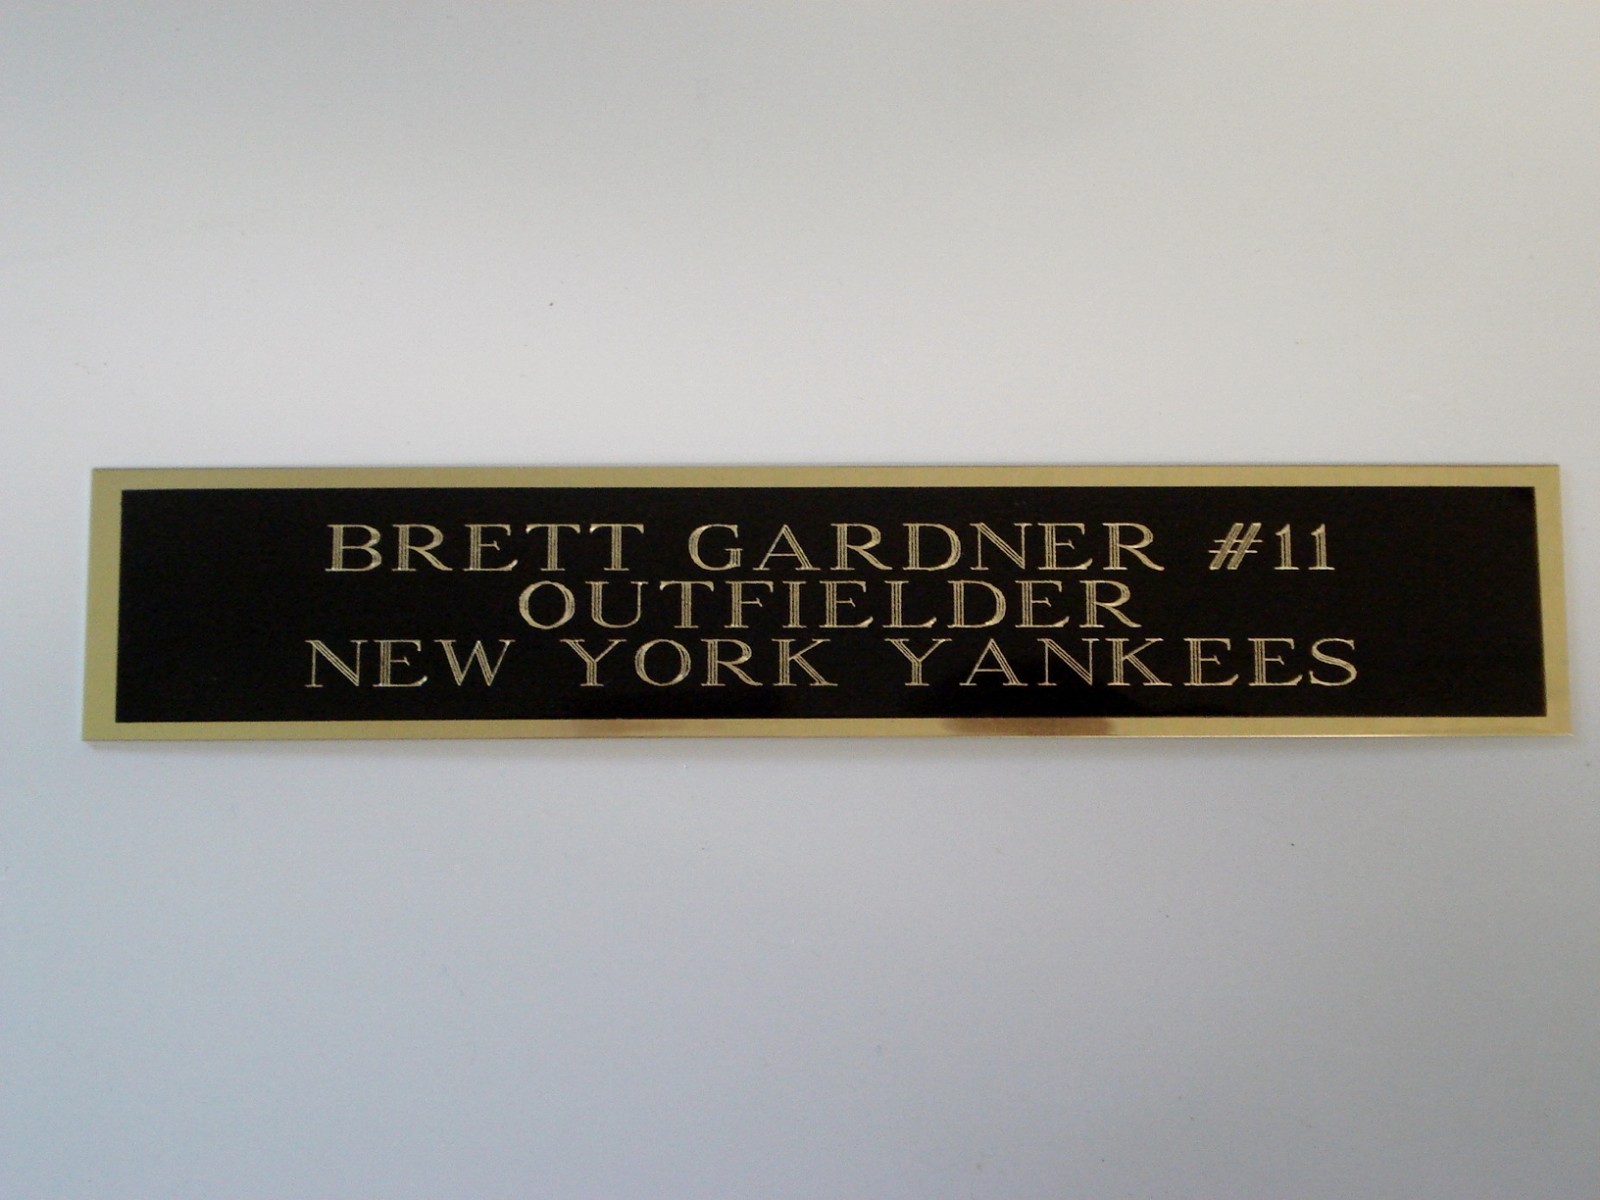 BRETT GARDNER #11
OUTFIELDER
NEW YORK YANKEES